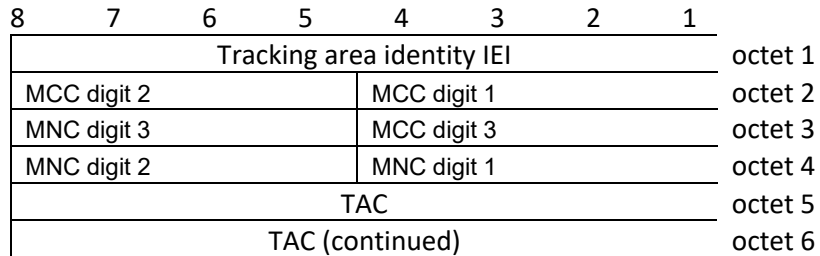 8 7 6 5 4 3 2 1
Tracking area identity IEI octet 1
MCC digit 2 MCC digit 1 octet 2
MNC digit 3 MCC digit 3 octet 3
MNC digit 2 MNC digit 1 octet 4
TAC octet 5
TAC (continued) octet 6